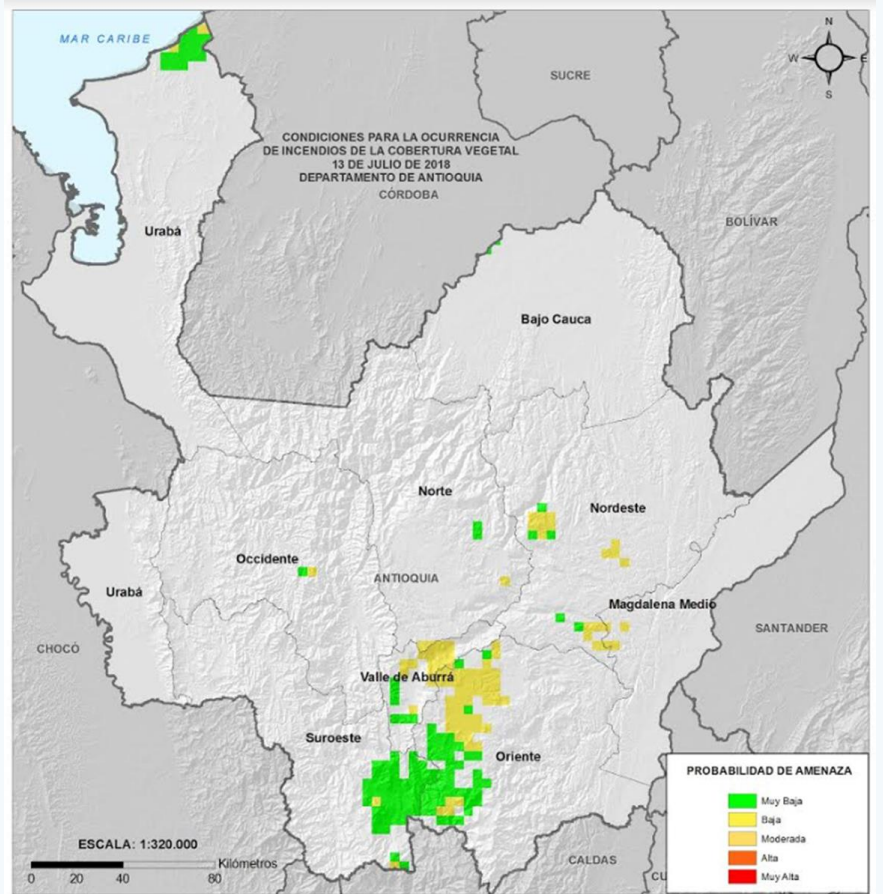 MAR CARIBE
N
W
E
S
SUCRE
CONDICIONES PARA LA OCURRENCIA
DE INCENDIOS DE LA COBERTURA VEGETAL
13 DE JULIO DE 2018
DEPARTAMENTO DE ANTIOQUIA
CÓRDOBA
BOLÍVAR
Urabá
Bajo Cauca
Norte
Nordeste
Occidente
ANTIOQUIA
Urabá
Magdalena Medio
SANTANDER
CHOCÓ
Valle de Aburrá
Suroeste
Oriente
PROBABILIDAD DE AMENAZA
Muy Baja
Baja
Moderada
Alta
Muy Alta
ESCALA: 1:320.000
Kilómetros
0 20 40 80
CALDAS
CU